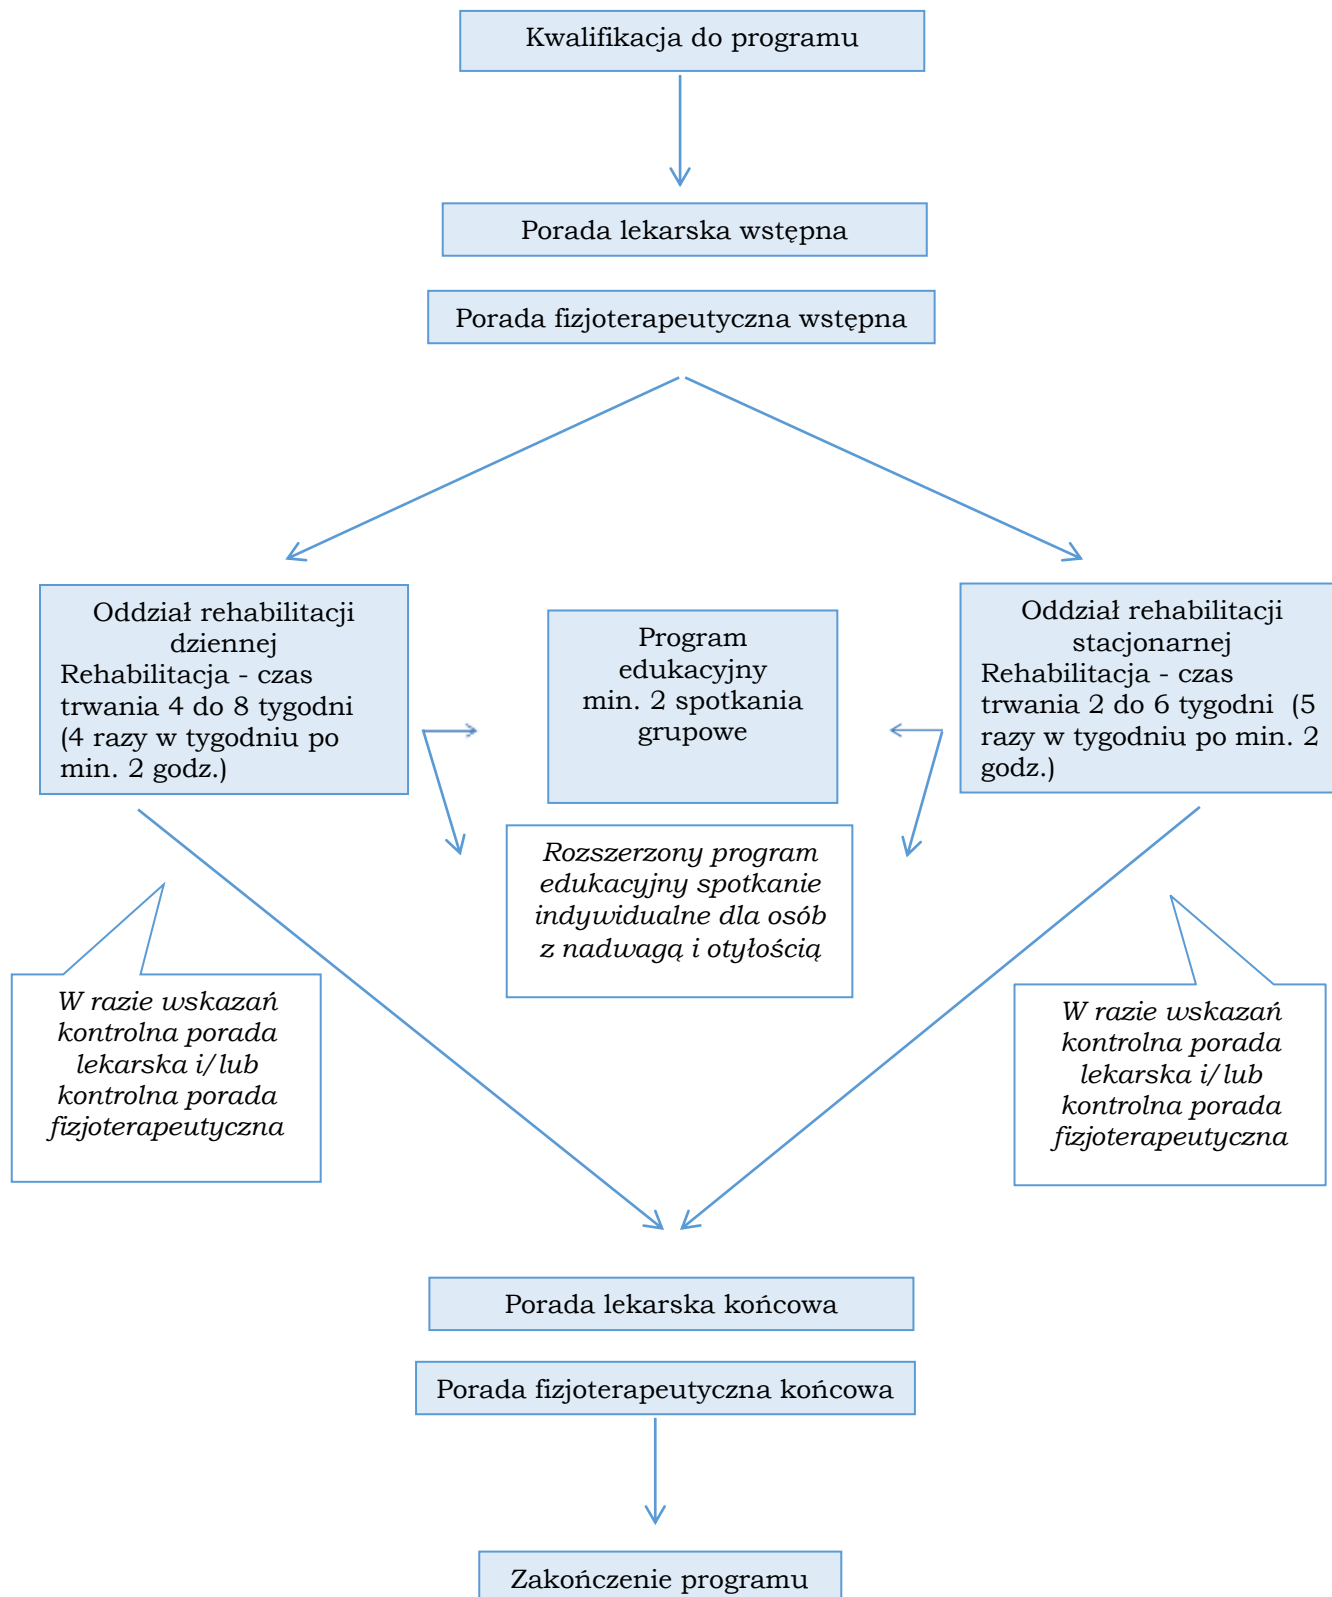 Kwalifikacja do programu
Porada lekarska wstępna
Porada fizjoterapeutyczna wstępna
Oddział rehabilitacji
dziennej
Rehabilitacja - czas
trwania 4 do 8 tygodni
(4 razy w tygodniu po
min. 2 godz.)
Program
edukacyjny
min. 2 spotkania
grupowe
Oddział rehabilitacji
stacjonarnej
Rehabilitacja - czas
trwania 2 do 6 tygodni (5
razy w tygodniu po min. 2
godz.)
Rozszerzony program
edukacyjny spotkanie
indywidualne dla osób
z nadwagą i otyłością
W razie wskazań
kontrolna porada
lekarska i/lub
kontrolna porada
fizjoterapeutyczna
W razie wskazań
kontrolna porada
lekarska i/lub
kontrolna porada
fizjoterapeutyczna
Porada lekarska końcowa
Porada fizjoterapeutyczna końcowa
Zakończenie programu